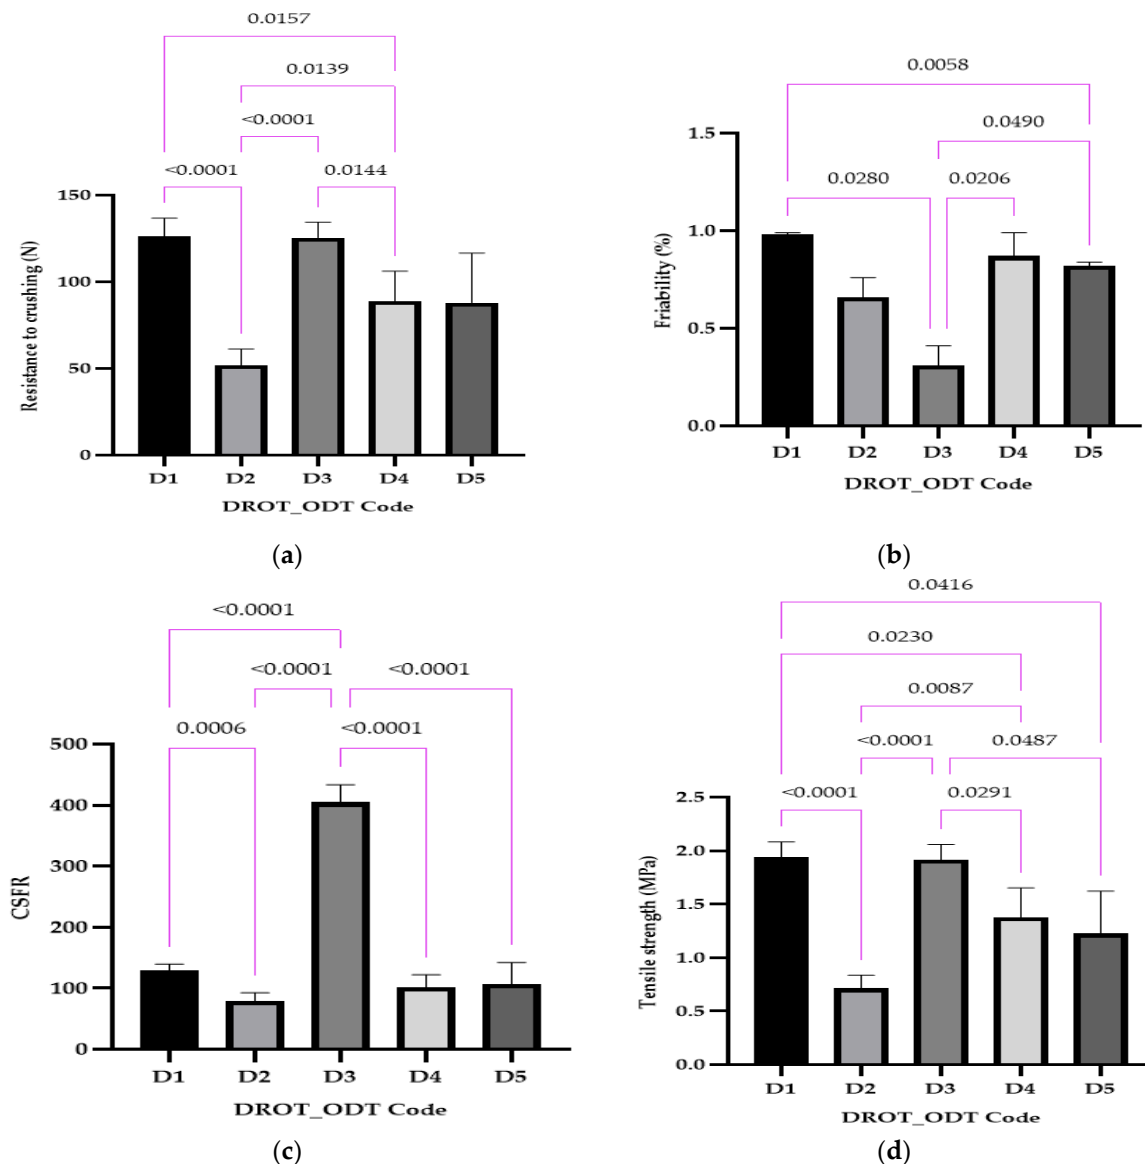 0.0157
0.0139
<0.0001
<0.0001
0.0144
150
100
50
0
Resistance to crushing (N)
D1 D2 D3 D4 D5
DROT_ODT Code
(a)
0.0058
0.0490
0.0280
0.0206
1.5
1.0
0.5
0.0
Friability (%)
D1 D2 D3 D4 D5
DROT_ODT Code
(b)
<0.0001
<0.0001
<0.0001
0.0006
<0.0001
500
400
300
200
100
0
CSFR
D1 D2 D3 D4 D5
DROT_ODT Code
(c)
0.0416
0.0230
0.0087
<0.0001
0.0487
<0.0001
0.0291
2.5
2.0
1.5
1.0
0.5
0.0
Tensile strength (MPa)
D1 D2 D3 D4 D5
DROT_ODT Code
(d)